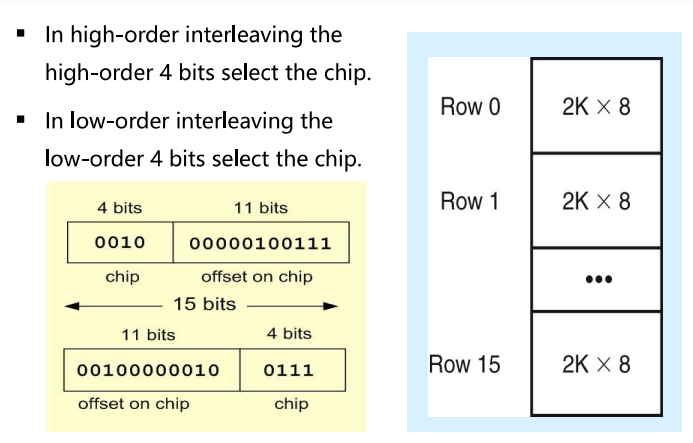 ▪ In high-order interleaving the
high-order 4 bits select the chip.
▪ In low-order interleaving the
low-order 4 bits select the chip.
4 bits 11 bits
0010 00000100111
chip offset on chip
15 bits
11 bits 4 bits
00100000010 0111
offset on chip chip
Row 0 2K × 8
Row 1 2K × 8
•••
Row 15 2K × 8